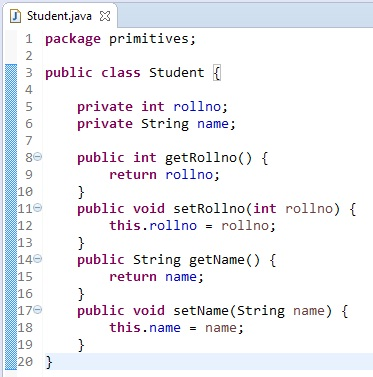 Student.java
1 package primitives;
2
3 public class Student {
4
5     private int rollno;
6     private String name;
7
8     public int getRollno() {
9         return rollno;
10     }
11     public void setRollno(int rollno) {
12         this.rollno = rollno;
13     }
14     public String getName() {
15         return name;
16     }
17     public void setName(String name) {
18         this.name = name;
19     }
20 }